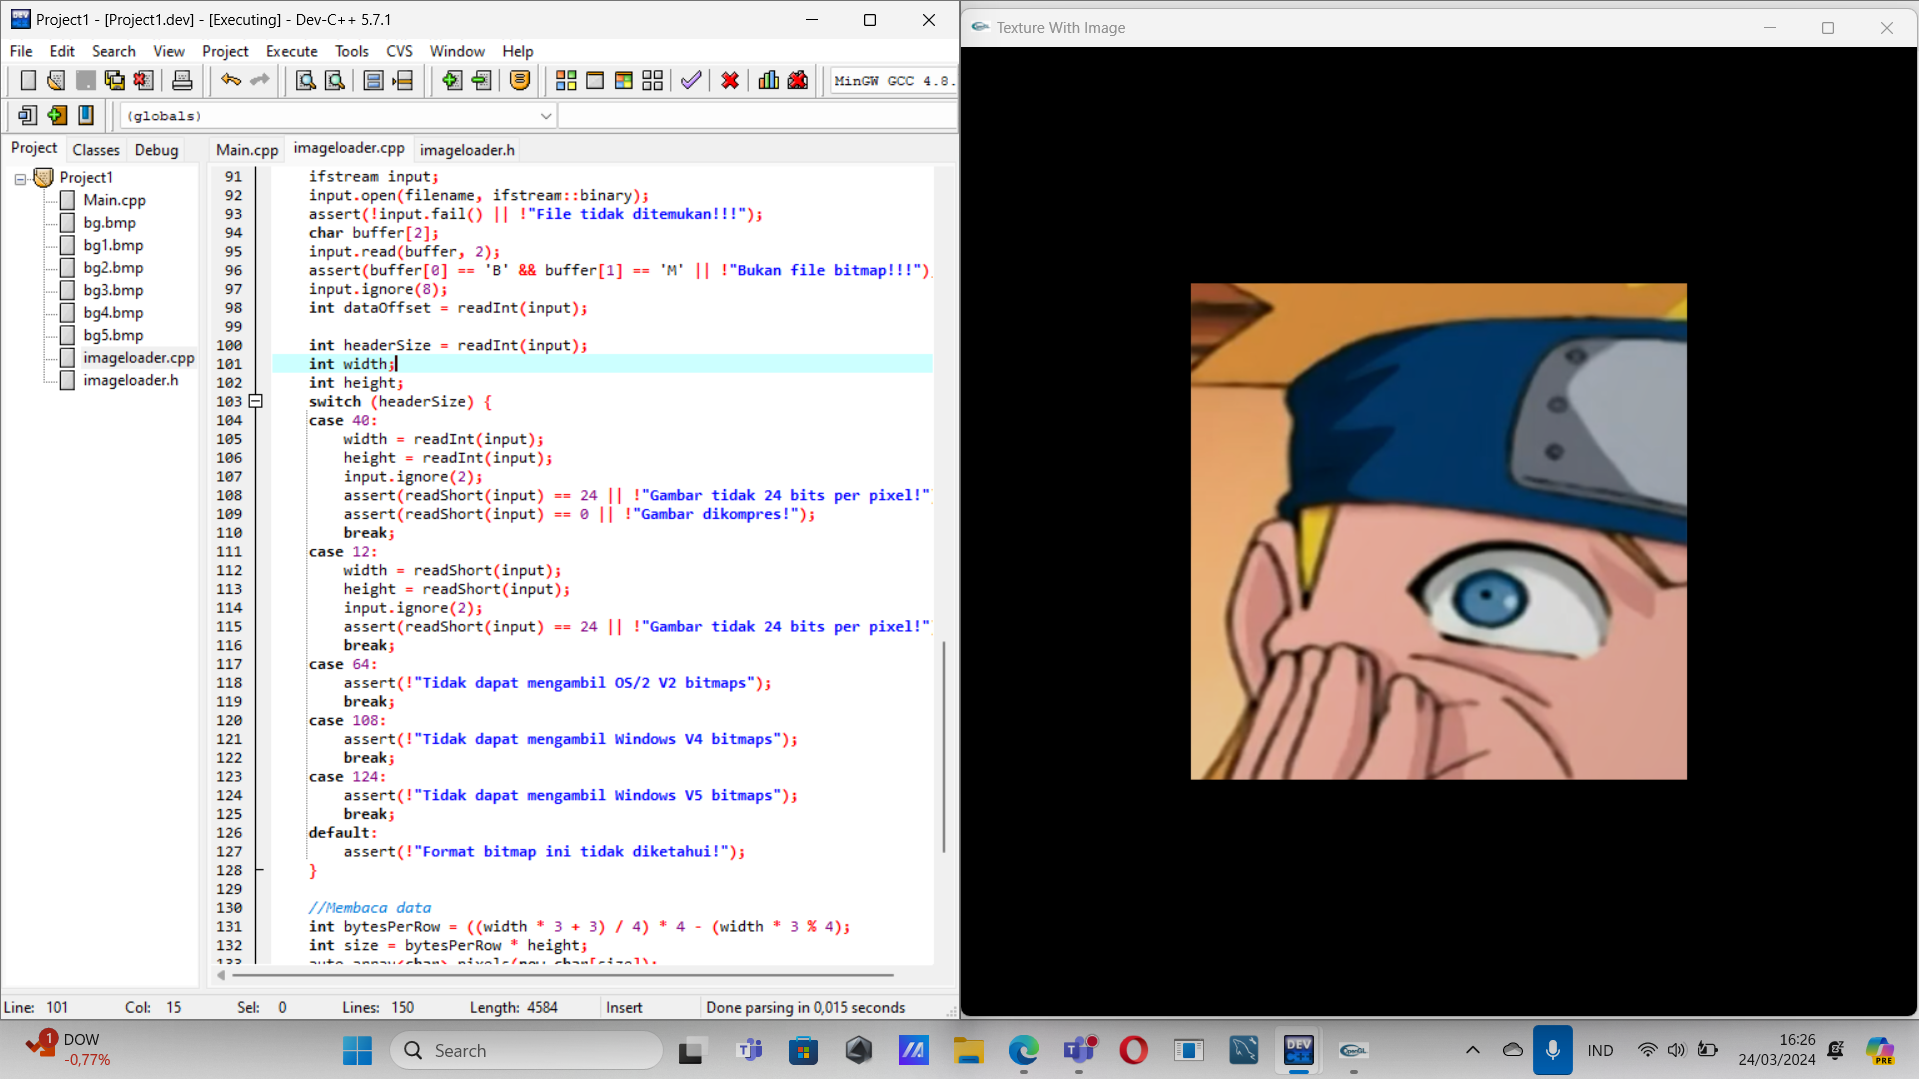 Project1 - [Project1.dev] - [Executing] - Dev-C++ 5.7.1
File Edit Search View Project Execute Tools CVS Window Help
MinGW GCC 4.8.
(globals)
Project Classes Debug
Main.cpp imageloader.cpp imageloader.h
Project1
Main.cpp
bg.bmp
bg1.bmp
bg2.bmp
bg3.bmp
bg4.bmp
bg5.bmp
imageloader.cpp
imageloader.h
91 ifstream input;
92 input.open(filename, ifstream::binary);
93 assert(!input.fail() || !"File tidak ditemukan!!!");
94 char buffer[2];
95 input.read(buffer, 2);
96 assert(buffer[0] == 'B' && buffer[1] == 'M' || !"Bukan file bitmap!!!")
97 input.ignore(8);
98 int dataOffset = readInt(input);
99
100 int headerSize = readInt(input);
101 int width;
102 int height;
103 switch (headerSize) {
104 case 40:
105 width = readInt(input);
106 height = readInt(input);
107 input.ignore(2);
108 assert(readShort(input) == 24 || !"Gambar tidak 24 bits per pixel!"
109 assert(readShort(input) == 0 || !"Gambar dikompres!");
110 break;
111 case 12:
112 width = readShort(input);
113 height = readShort(input);
114 input.ignore(2);
115 assert(readShort(input) == 24 || !"Gambar tidak 24 bits per pixel!"
116 break;
117 case 64:
118 assert(!"Tidak dapat mengambil OS/2 V2 bitmaps");
119 break;
120 case 108:
121 assert(!"Tidak dapat mengambil Windows V4 bitmaps");
122 break;
123 case 124:
124 assert(!"Tidak dapat mengambil Windows V5 bitmaps");
125 break;
126 default:
127 assert(!"Format bitmap ini tidak diketahui!");
128 }
129
130 //Membaca data
131 int bytesPerRow = ((width * 3 + 3) / 4) * 4 - (width * 3 % 4);
132 int size = bytesPerRow * height;
133 auto_array<char> pixels(new char[size]);
Line: 101 Col: 15 Sel: 0 Lines: 150 Length: 4584 Insert Done parsing in 0,015 seconds
Texture With Image
1
DOW
-0,77%
Search
DEV
OpenGL
IND
16:26
24/03/2024
PRE